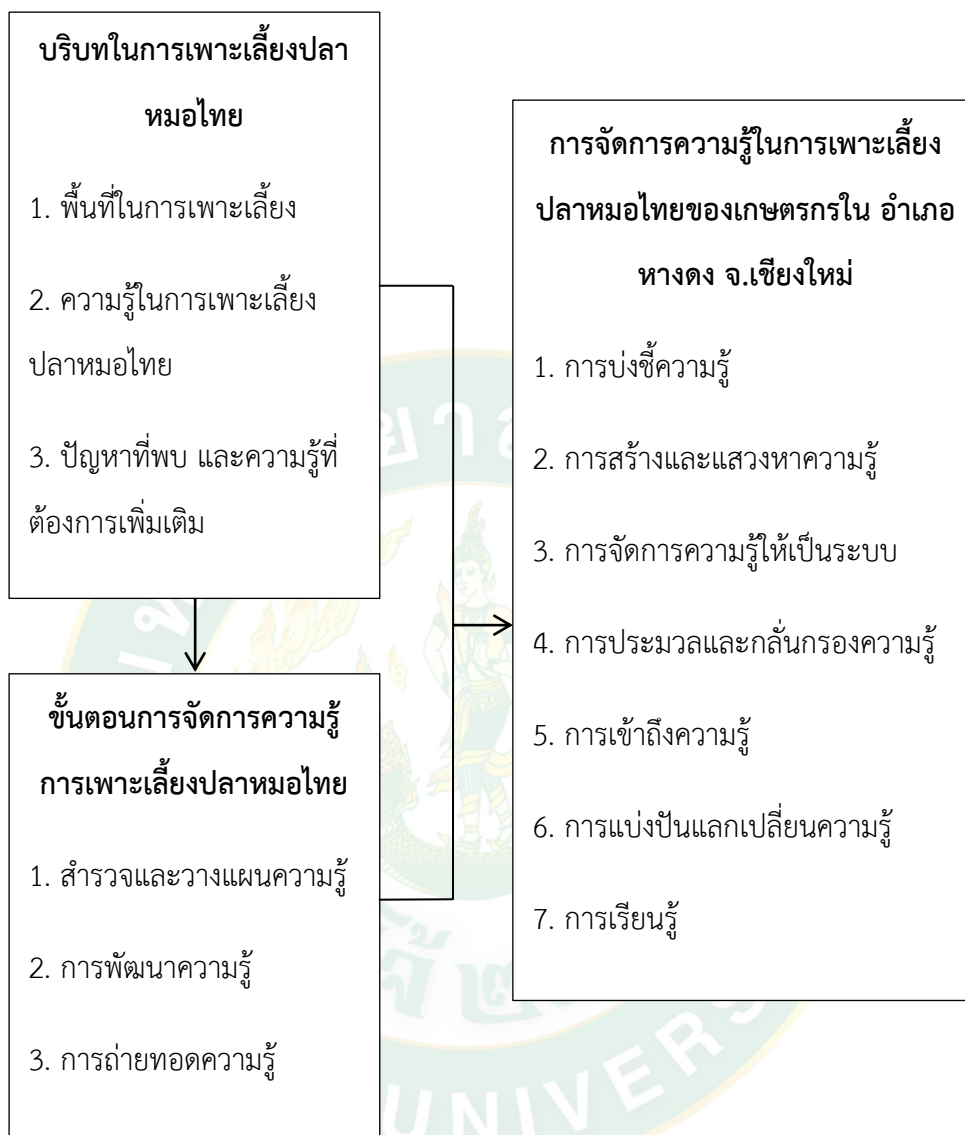 บริบทในการเพาะเลี้ยงปลา
หมอไทย
1. พื้นที่ในการเพาะเลี้ยง
2. ความรู้ในการเพาะเลี้ยง
ปลาหมอไทย
3. ปัญหาที่พบ และความรู้ที่
ต้องการเพิ่มเติม
ขั้นตอนการจัดการความรู้
การเพาะเลี้ยงปลาหมอไทย
1. สำรวจและวางแผนความรู้
2. การพัฒนาความรู้
3. การถ่ายทอดความรู้
การจัดการความรู้ในการเพาะเลี้ยง
ปลาหมอไทยของเกษตรกรใน อำเภอ
หางดง จ.เชียงใหม่
1. การบ่งชี้ความรู้
2. การสร้างและแสวงหาความรู้
3. การจัดการความรู้ให้เป็นระบบ
4. การประมวลและกลั่นกรองความรู้
5. การเข้าถึงความรู้
6. การแบ่งปันแลกเปลี่ยนความรู้
7. การเรียนรู้